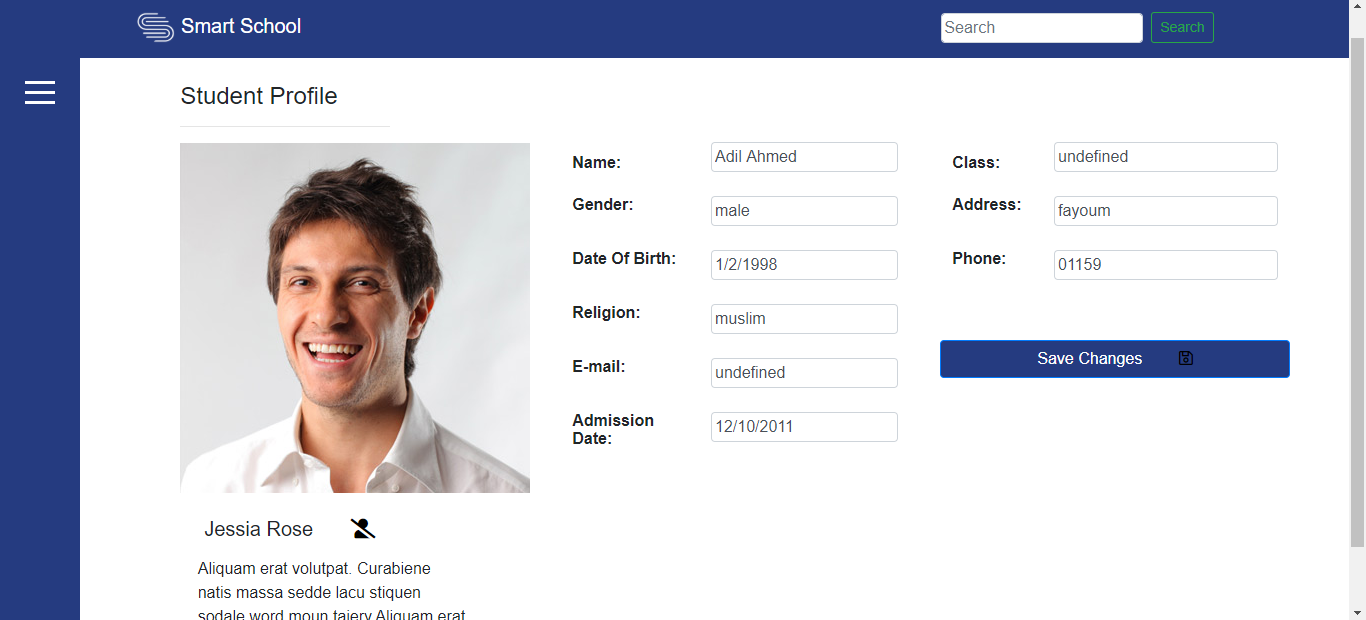 Smart School
Search
Search
Student Profile
Name:
Adil Ahmed
Class:
undefined
Gender:
male
Address:
fayoum
Date Of Birth:
1/2/1998
Phone:
01159
Religion:
muslim
E-mail:
undefined
Save Changes
Admission
Date:
12/10/2011
Jessia Rose
Aliquam erat volutpat. Curabiene
natis massa sedde lacu stiquen
sodale word moun taiery Aliquam erat